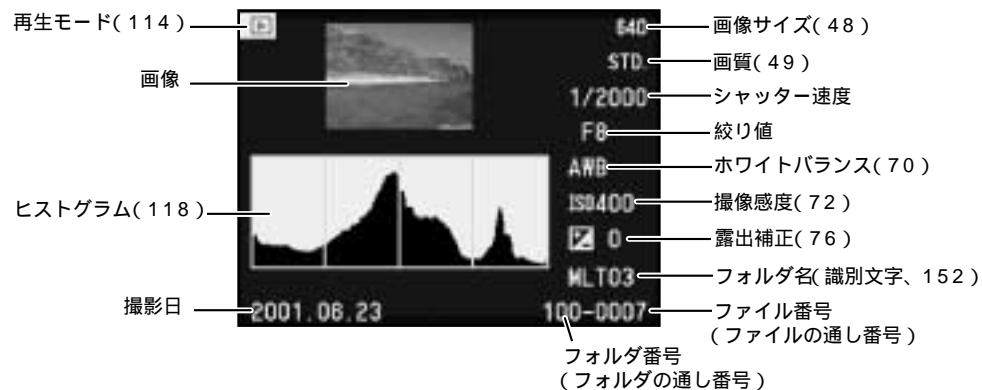 再生モード(114)
画像
ヒストグラム(118)
撮影日
640
STD.
1/2000
F8
AWB
ISO400
0
MLT03
2001.06.23
100-0007
画像サイズ(48)
画質(49)
シャッター速度
絞り値
ホワイトバランス(70)
撮像感度(72)
露出補正(76)
フォルダ名(識別文字、152)
ファイル番号
(ファイルの通し番号)
フォルダ番号
(フォルダの通し番号)